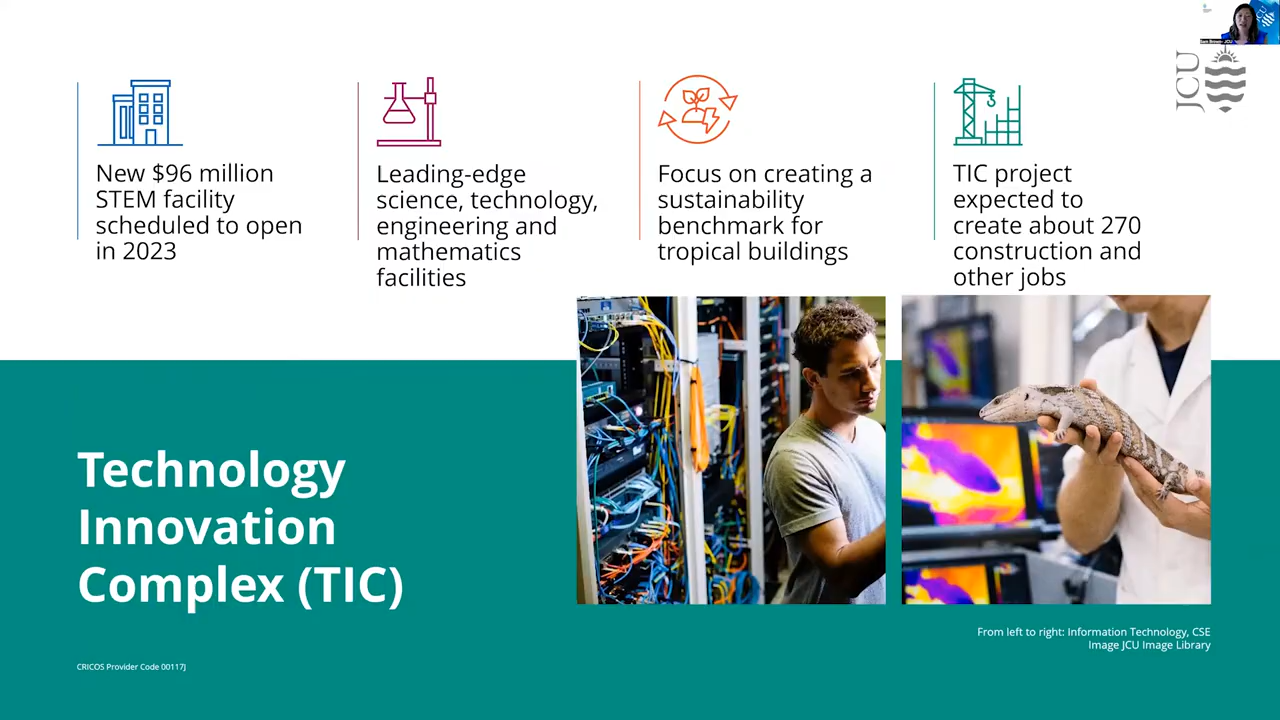 JCU
New $96 million
STEM facility
scheduled to open
in 2023
Leading-edge
science, technology,
engineering and
mathematics
facilities
Focus on creating a
sustainability
benchmark for
tropical buildings
TIC project
expected to
create about 270
construction and
other jobs
Technology
Innovation
Complex (TIC)
From left to right: Information Technology, CSE
Image JCU Image Library
CRICOS Provider Code 00117J